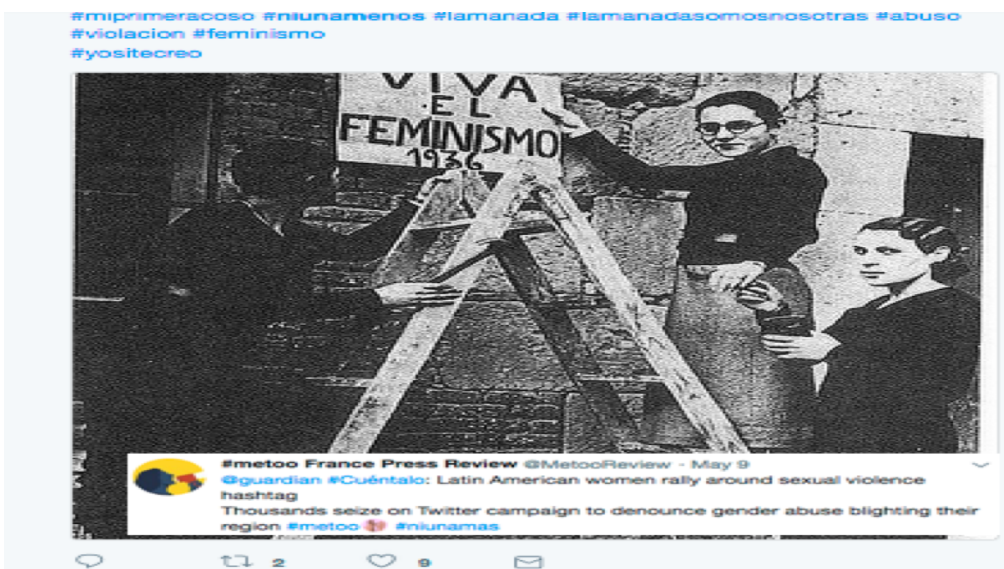 #miprimeracoso #niunamenos #lamanada #lamanadasomosnosotras #abuso
#violacion #feminismo
#yositecreo
VIVA
EL
FEMINISMO
1936
#metoo France Press Review @MetooReview - May 9
@guardian #Cuéntalo: Latin American women rally around sexual violence
hashtag
Thousands seize on Twitter campaign to denounce gender abuse blighting their
region #metoo #niunamas
2 9